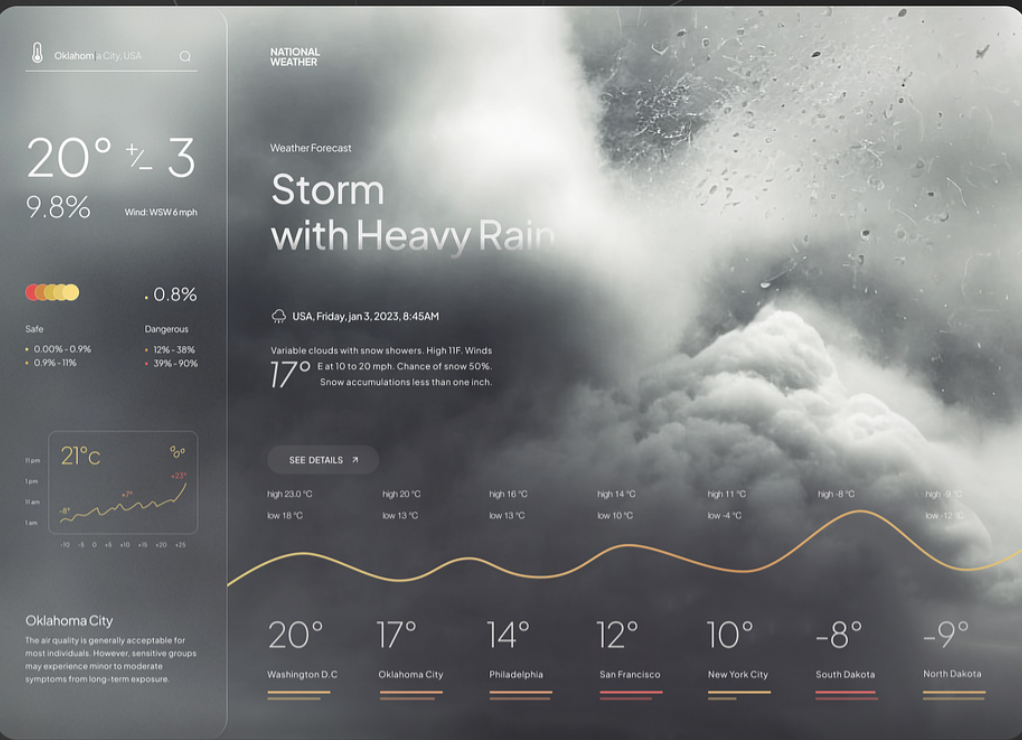 Oklahoma City, USA
20° +/- 3
9.8%
Wind: WSW 6 mph
0.8%
Safe
0.00% - 0.9%
0.9% - 11%
Dangerous
12% - 38%
39% - 90%
21°c
%
+23°
+7°
-8°
11 pm
1 pm
11 am
1 am
-10 -5 0 +5 +10 +15 +20 +25
Oklahoma City
The air quality is generally acceptable for
most individuals. However, sensitive groups
may experience minor to moderate
symptoms from long-term exposure.
NATIONAL
WEATHER
Weather Forecast
Storm
with Heavy Rain
USA, Friday, jan 3, 2023, 8:45AM
Variable clouds with snow showers. High 11F. Winds
17° E at 10 to 20 mph. Chance of snow 50%.
Snow accumulations less than one inch.
SEE DETAILS
high 23.0 °C
low 18 °C
high 20 °C
low 13 °C
high 16 °C
low 13 °C
high 14 °C
low 10 °C
high 11 °C
low -4 °C
high -8 °C
high -9 °C
low -12 °C
20°
Washington D.C
17°
Oklahoma City
14°
Philadelphia
12°
San Francisco
10°
New York City
-8°
South Dakota
-9°
North Dakota